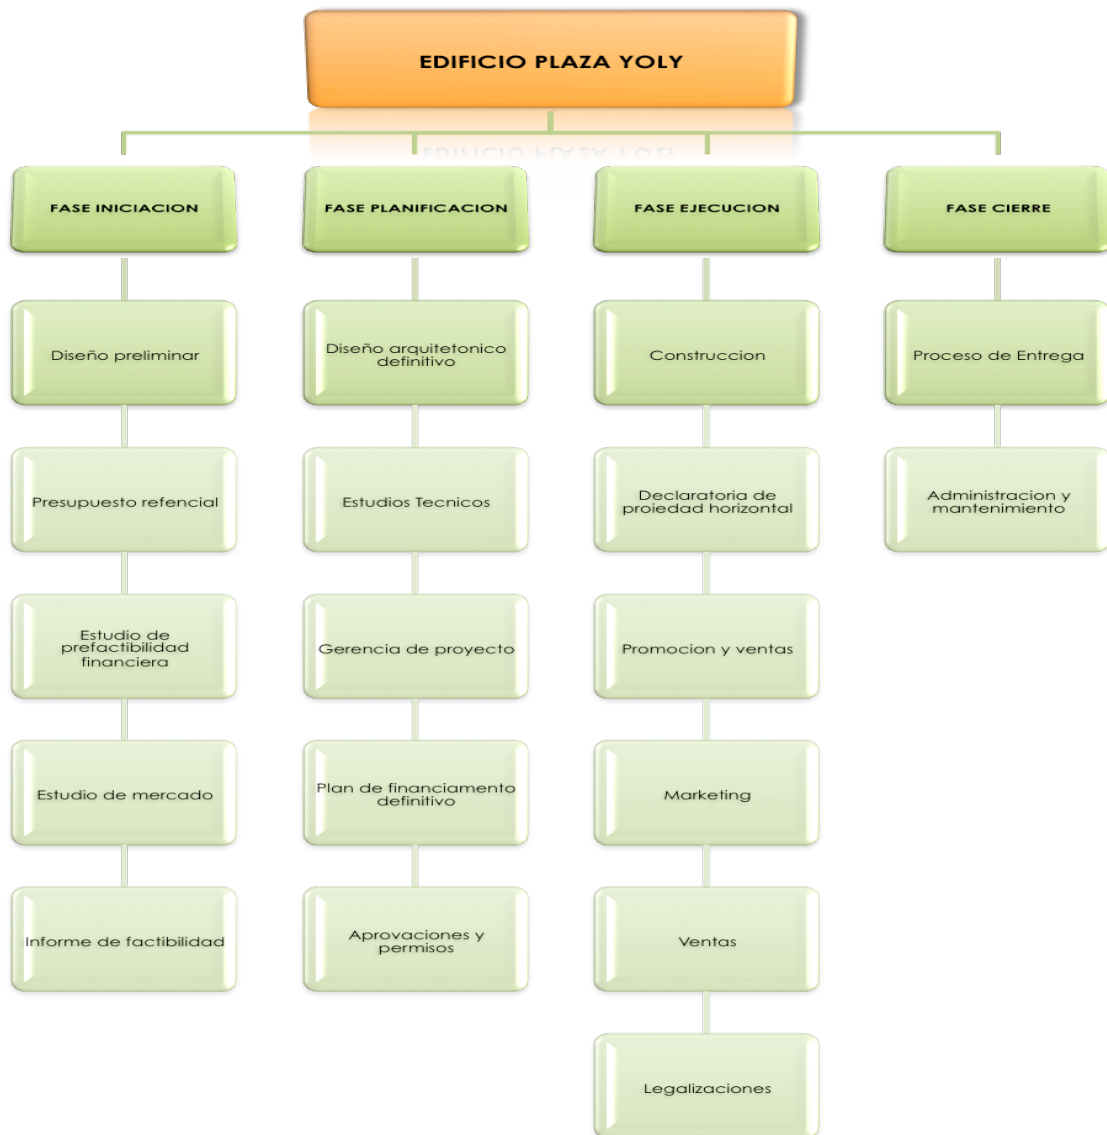 EDIFICIO PLAZA YOLY
FASE INICIACION
Diseño preliminar
Presupuesto refencial
Estudio de
prefactibilidad
financiera
Estudio de mercado
Informe de factibilidad
FASE PLANIFICACION
Diseño arquitetonico
definitivo
Estudios Tecnicos
Gerencia de proyecto
Plan de financiamento
definitivo
Aprovaciones y
permisos
FASE EJECUCION
Construccion
Declaratoria de
proiedad horizontal
Promocion y ventas
Marketing
Ventas
Legalizaciones
FASE CIERRE
Proceso de Entrega
Administracion y
mantenimiento